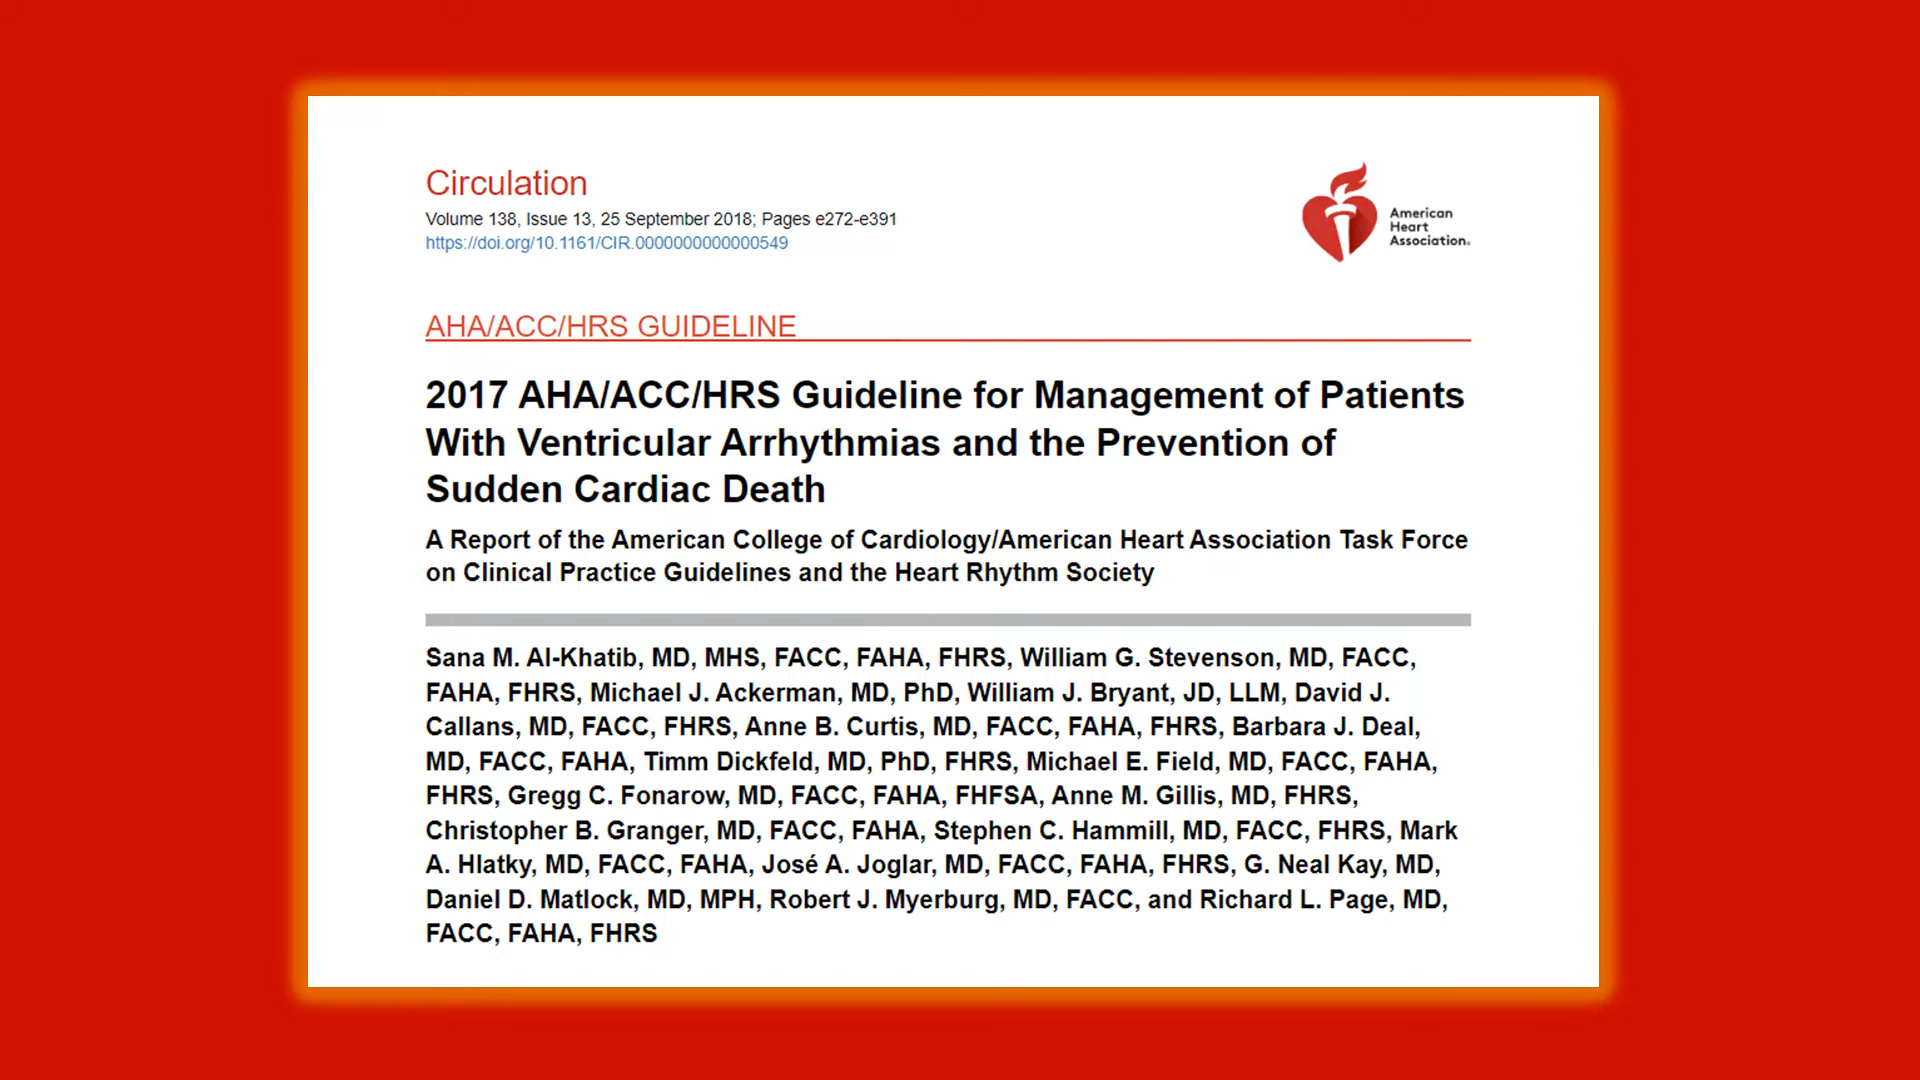 Circulation
Volume 138, Issue 13, 25 September 2018; Pages e272-e391
https://doi.org/10.1161/CIR.0000000000000549
American
Heart
Association.
AHA/ACC/HRS GUIDELINE
2017 AHA/ACC/HRS Guideline for Management of Patients
With Ventricular Arrhythmias and the Prevention of
Sudden Cardiac Death
A Report of the American College of Cardiology/American Heart Association Task Force
on Clinical Practice Guidelines and the Heart Rhythm Society
Sana M. Al-Khatib, MD, MHS, FACC, FAHA, FHRS, William G. Stevenson, MD, FACC,
FAHA, FHRS, Michael J. Ackerman, MD, PhD, William J. Bryant, JD, LLM, David J.
Callans, MD, FACC, FHRS, Anne B. Curtis, MD, FACC, FAHA, FHRS, Barbara J. Deal,
MD, FACC, FAHA, Timm Dickfeld, MD, PhD, FHRS, Michael E. Field, MD, FACC, FAHA,
FHRS, Gregg C. Fonarow, MD, FACC, FAHA, FHFSA, Anne M. Gillis, MD, FHRS,
Christopher B. Granger, MD, FACC, FAHA, Stephen C. Hammill, MD, FACC, FHRS, Mark
A. Hlatky, MD, FACC, FAHA, José A. Joglar, MD, FACC, FAHA, FHRS, G. Neal Kay, MD,
Daniel D. Matlock, MD, MPH, Robert J. Myerburg, MD, FACC, and Richard L. Page, MD,
FACC, FAHA, FHRS